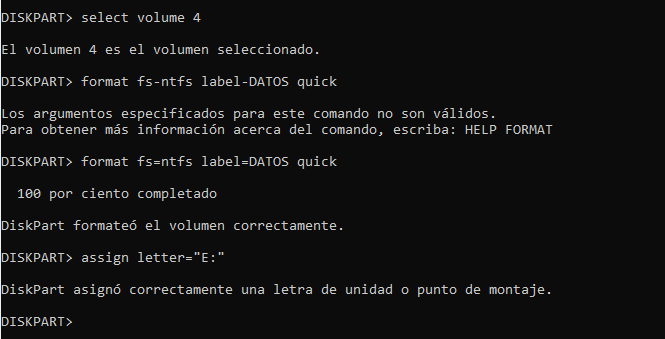 DISKPART> select volume 4
El volumen 4 es el volumen seleccionado.
DISKPART> format fs-ntfs label-DATOS quick
Los argumentos especificados para este comando no son válidos.
Para obtener más información acerca del comando, escriba: HELP FORMAT
DISKPART> format fs=ntfs label=DATOS quick
100 por ciento completado
DiskPart formateó el volumen correctamente.
DISKPART> assign letter="E:"
DiskPart asignó correctamente una letra de unidad o punto de montaje.
DISKPART>